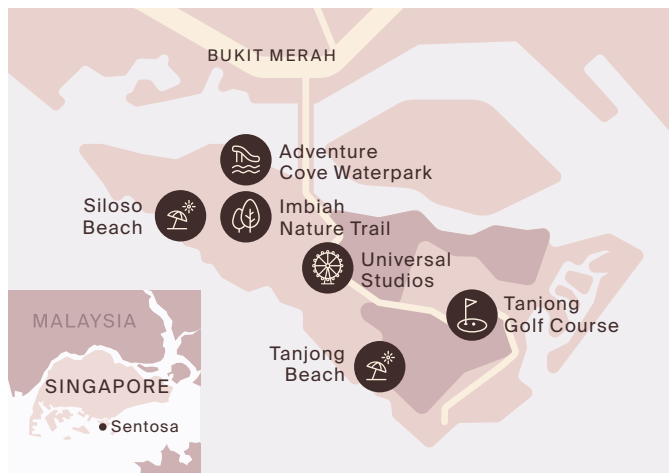 BUKIT MERAH
Adventure
Cove Waterpark
Siloso
Beach
Imbiah
Nature Trail
Universal
Studios
Tanjong
Golf Course
Tanjong
Beach
MALAYSIA
SINGAPORE
Sentosa